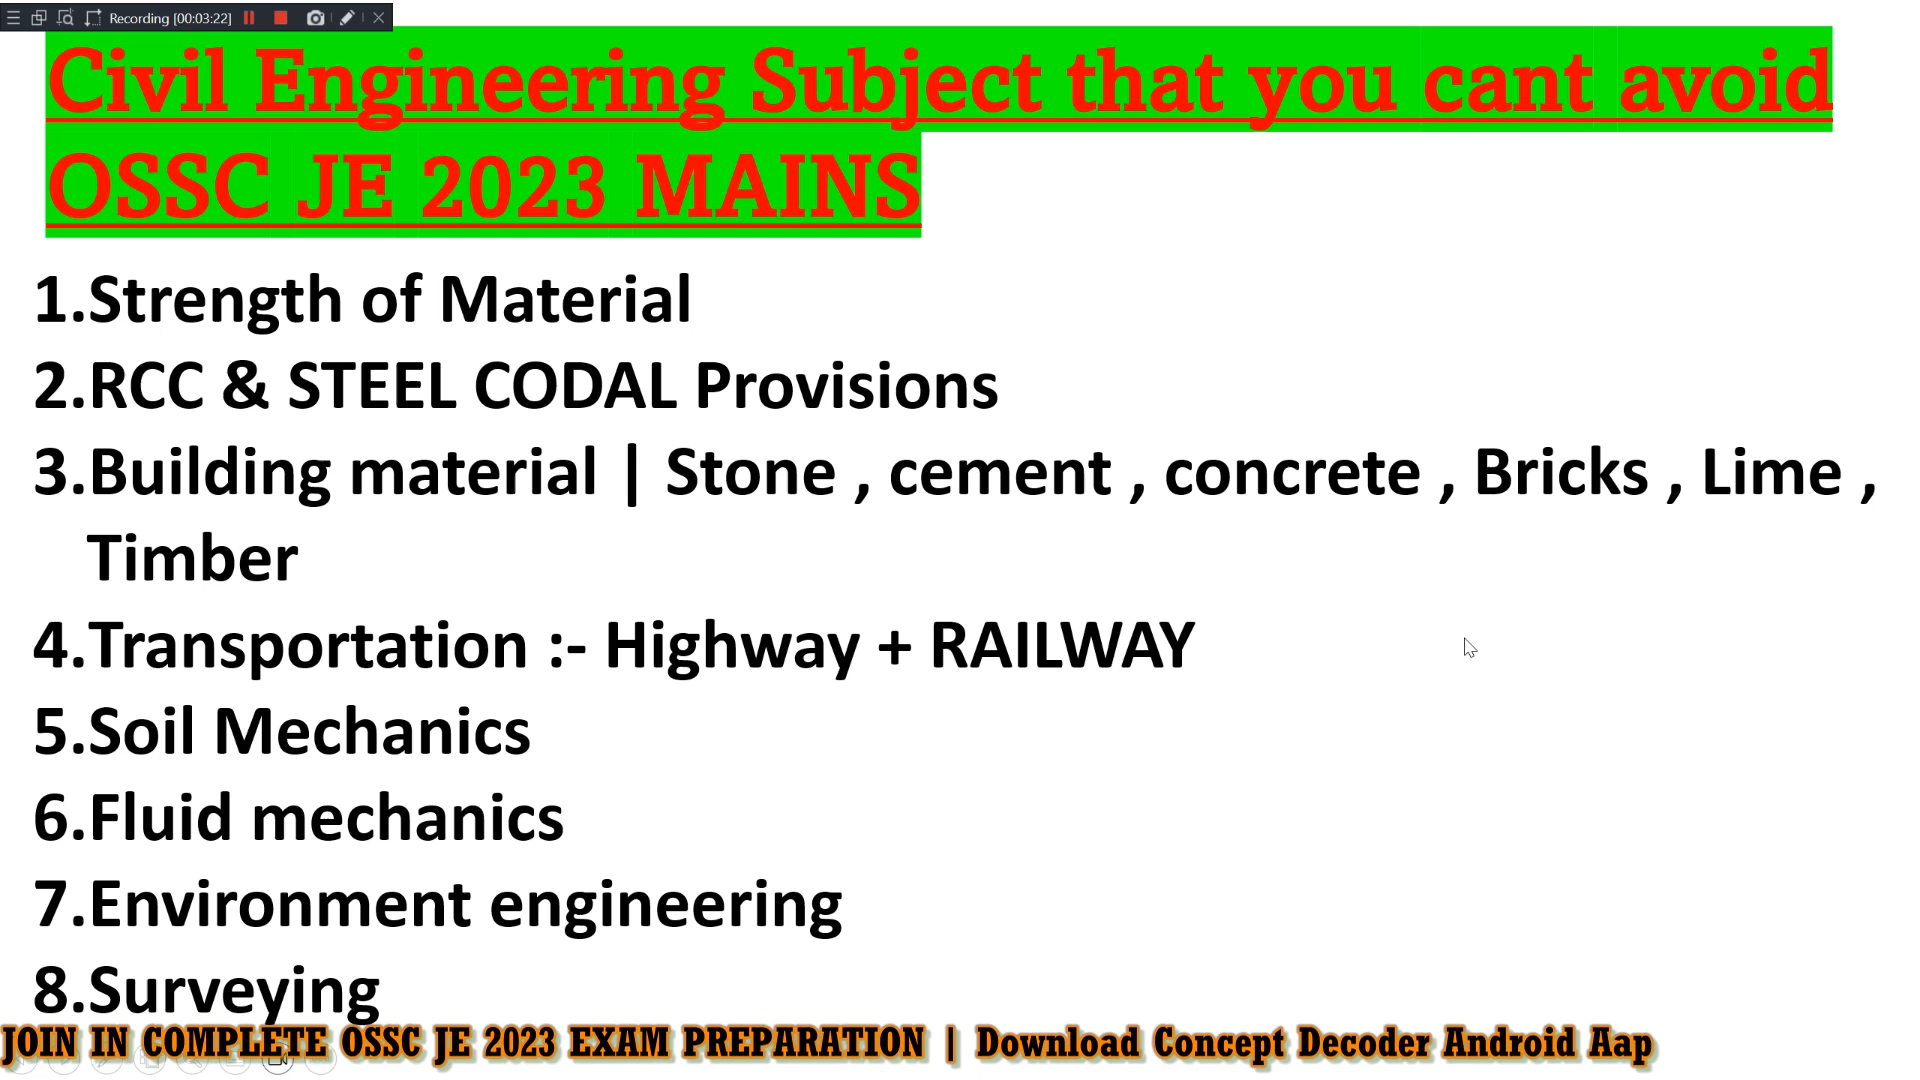 Recording [00:03:22]
Civil Engineering Subject that you cant avoid
OSSC JE 2023 MAINS
1.Strength of Material
2.RCC & STEEL CODAL Provisions
3.Building material | Stone , cement , concrete , Bricks , Lime ,
Timber
4.Transportation :- Highway + RAILWAY
5.Soil Mechanics
6.Fluid mechanics
7.Environment engineering
8.Surveying
JOIN IN COMPLETE OSSC JE 2023 EXAM PREPARATION | Download Concept Decoder Android Aap